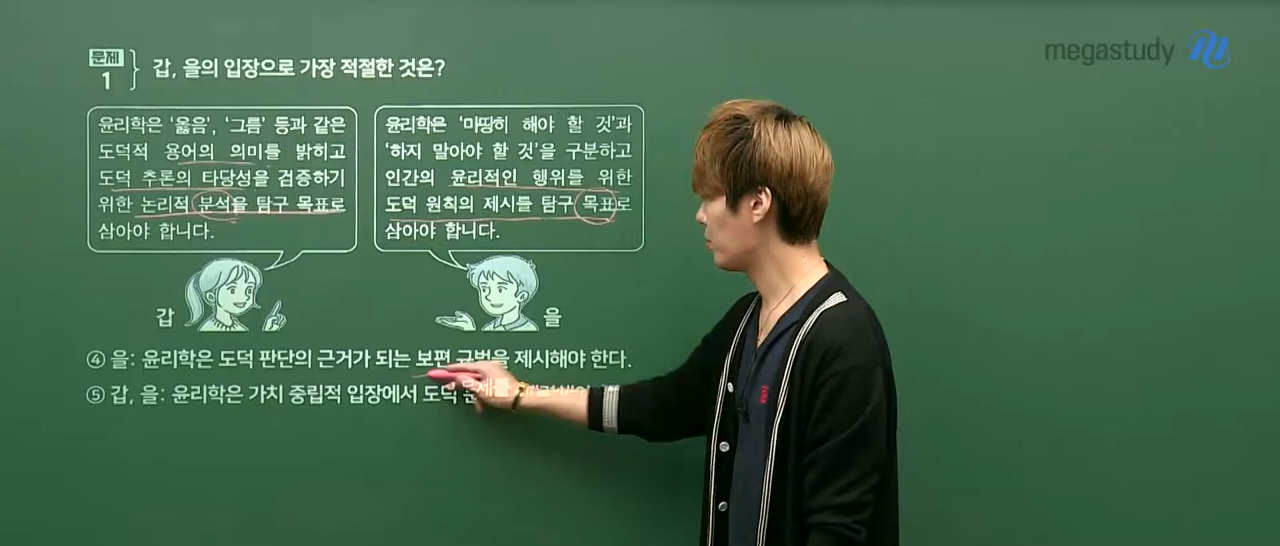 megastudy
문제
1
갑, 을의 입장으로 가장 적절한 것은?
윤리학은 '옳음', '그름' 등과 같은
도덕적 용어의 의미를 밝히고
도덕 추론의 타당성을 검증하기
위한 논리적 분석을 탐구 목표로
삼아야 합니다.
갑
윤리학은 '마땅히 해야 할 것'과
'하지 말아야 할 것'을 구분하고
인간의 윤리적인 행위를 위한
도덕 원칙의 제시를 탐구 목표로
삼아야 합니다.
을
④ 을: 윤리학은 도덕 판단의 근거가 되는 보편 규범을 제시해야 한다.
⑤ 갑, 을: 윤리학은 가치 중립적 입장에서 도덕